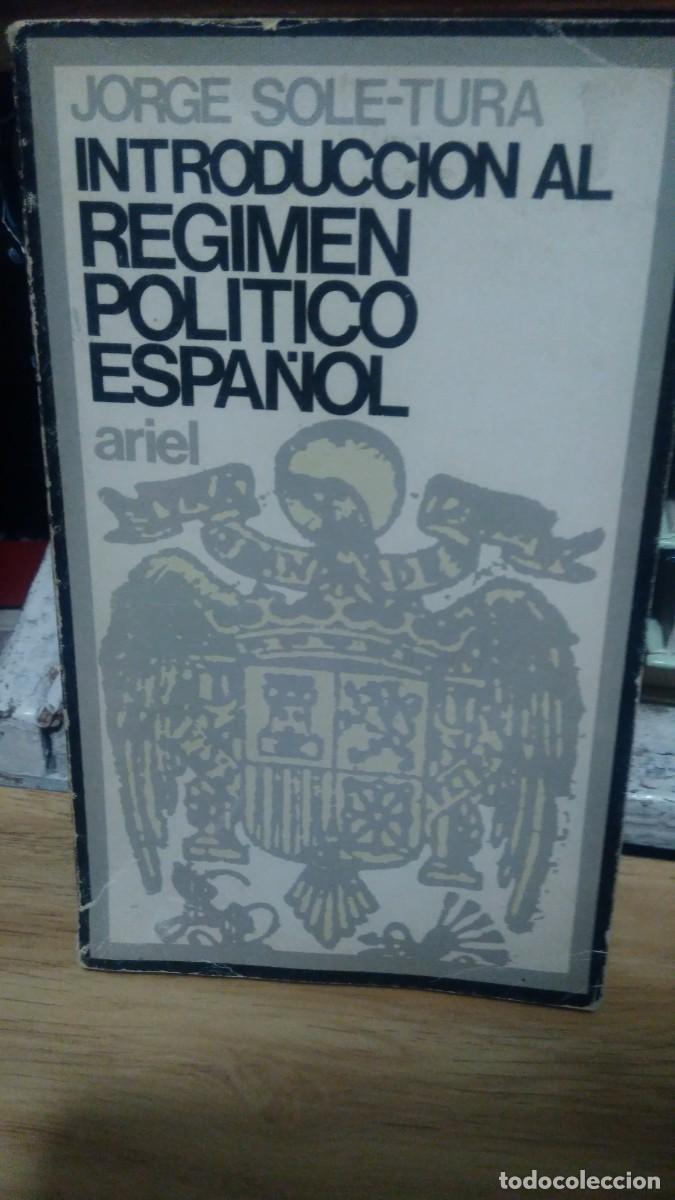 JORGE SOLE-TURA
INTRODUCCION AL
REGIMEN
POLITICO
ESPAÑOL
ariel
todocoleccion